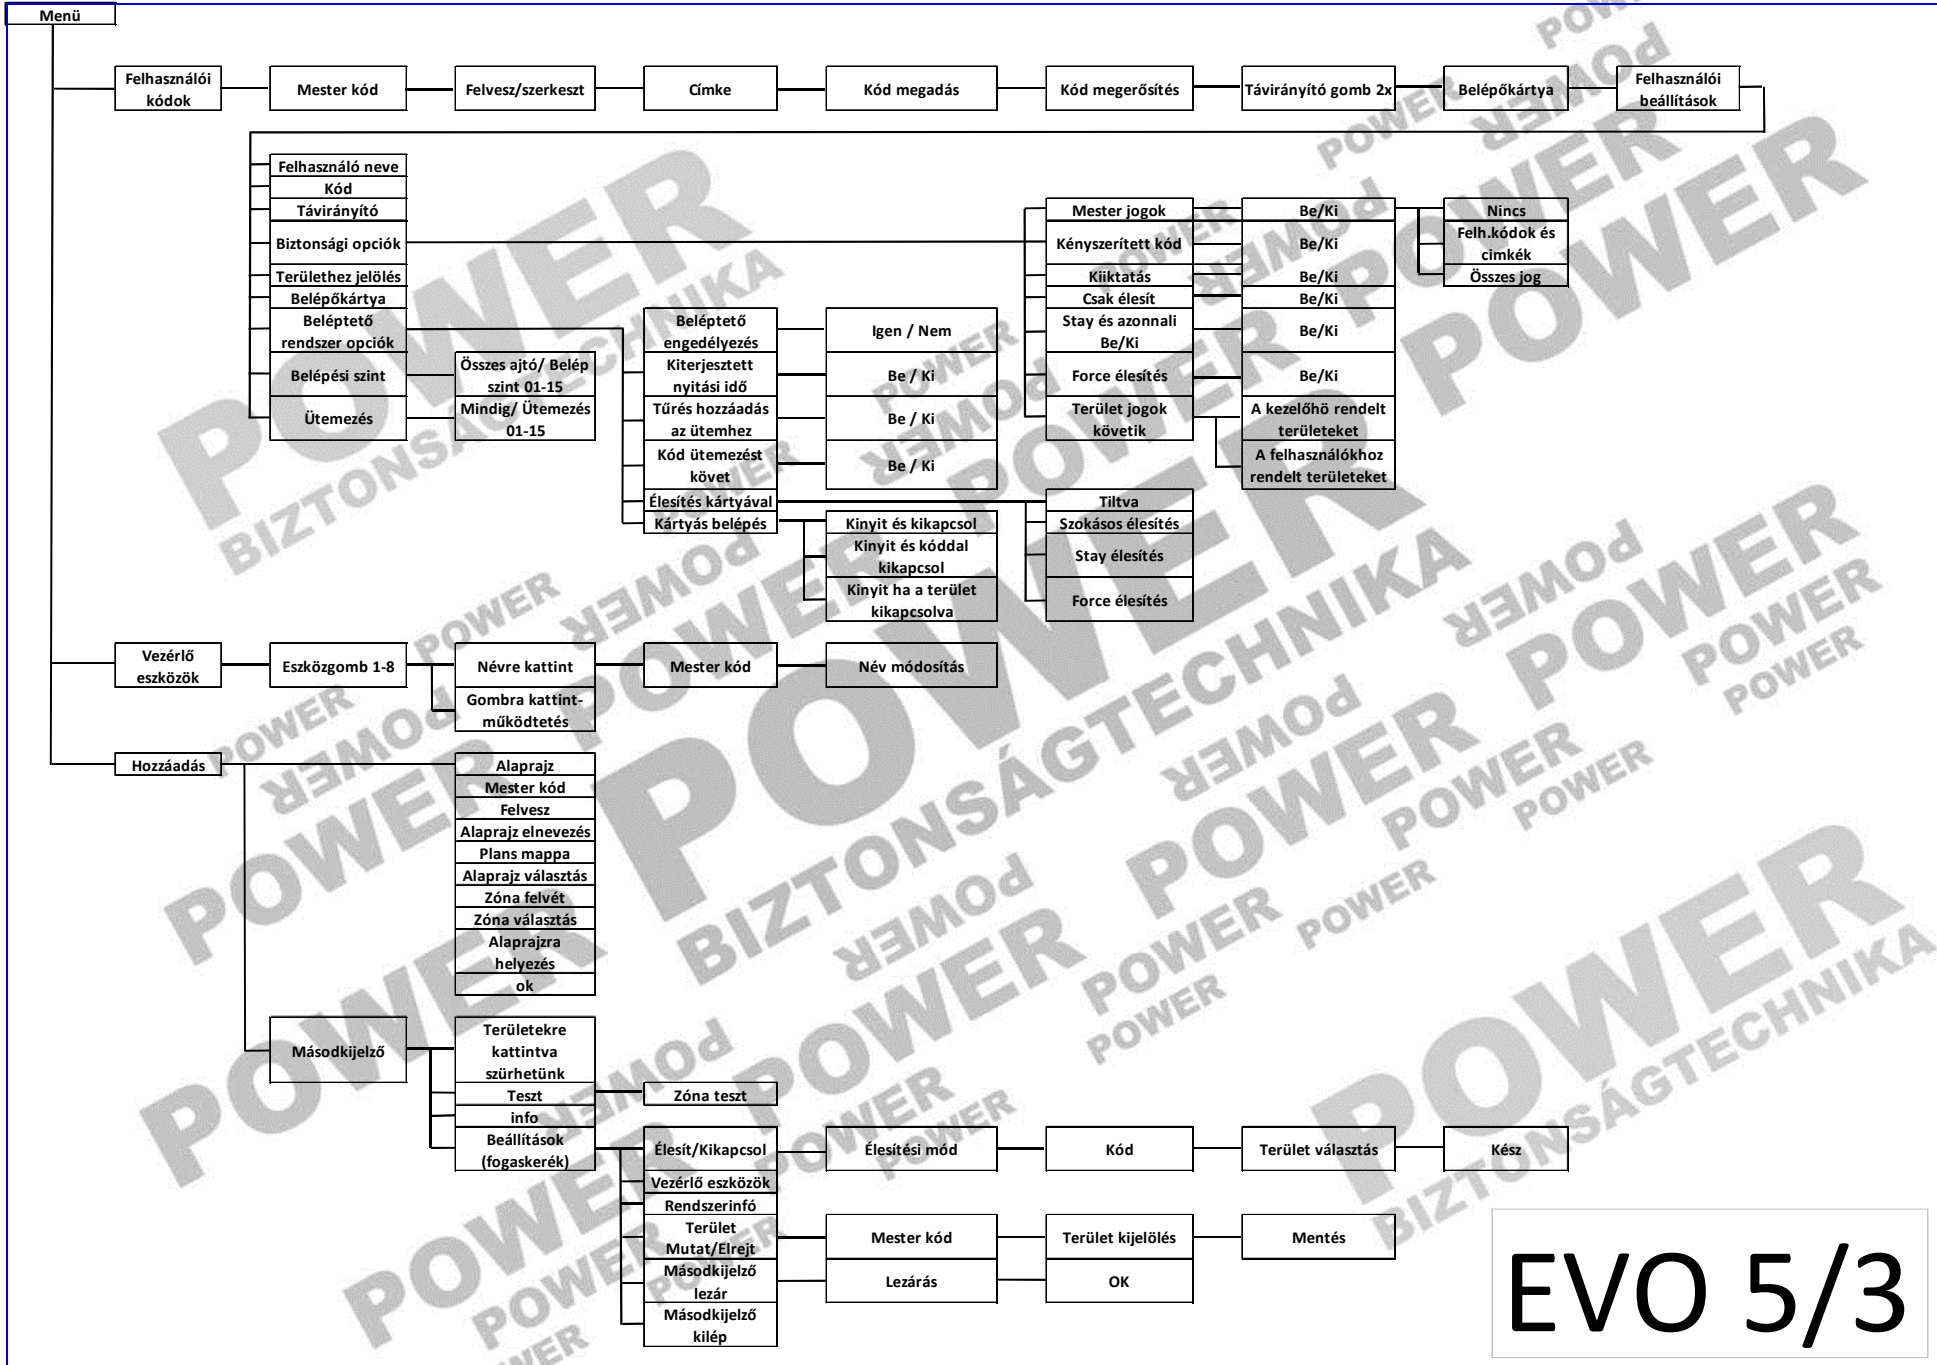 Menü
Felhasználói
kódok
Mester kód
Felvesz/szerkeszt
Címke
Kód megadás
Kód megerősítés
Távirányító gomb 2x
Belépőkártya
Felhasználói
beállítások
Felhasználó neve
Kód
Távirányító
Biztonsági opciók
Területhez jelölés
Belépőkártya
Beléptető
rendszer opciók
Belépési szint
Összes ajtó/ Belép
szint 01-15
Ütemezés
Mindig/ Ütemezés
01-15
Beléptető
engedélyezés
Igen / Nem
Kiterjesztett
nyitási idő
Be / Ki
Tűrés hozzáadás
az ütemhez
Be / Ki
Kód ütemezést
követ
Be / Ki
Élesítés kártyával
Kártyás belépés
Kinyit és kikapcsol
Kinyit és kóddal
kikapcsol
Kinyit ha a terület
kikapcsolva
Tiltva
Szokásos élesítés
Stay élesítés
Force élesítés
Mester jogok
Be/Ki
Nincs
Felh.kódok és
cimkék
Összes jog
Kényszerített kód
Be/Ki
Kiiktatás
Be/Ki
Csak élesít
Be/Ki
Stay és azonnali
Be/Ki
Be/Ki
Force élesítés
Be/Ki
Terület jogok
követik
A kezelőhö rendelt
területeket
A felhasználókhoz
rendelt területeket
Vezérlő
eszközök
Eszközgomb 1-8
Névre kattint
Mester kód
Név módosítás
Gombra kattint-
működtetés
Hozzáadás
Alaprajz
Mester kód
Felvesz
Alaprajz elnevezés
Plans mappa
Alaprajz választás
Zóna felvét
Zóna választás
Alaprajzra
helyezés
ok
Másodkijelző
Területekre
kattintva
szürhetünk
Teszt
Zóna teszt
info
Beállítások
(fogaskerék)
Élesít/Kikapcsol
Élesítési mód
Kód
Terület választás
Kész
Vezérlő eszközök
Rendszerinfó
Terület
Mutat/Elrejt
Mester kód
Terület kijelölés
Mentés
Másodkijelző
lezár
Lezárás
OK
Másodkijelző
kilép
EVO 5/3
POWER
BIZTONSÁGTECHNIKA
POWER
BIZTONSÁGTECHNIKA
POWER
BIZTONSÁGTECHNIKA